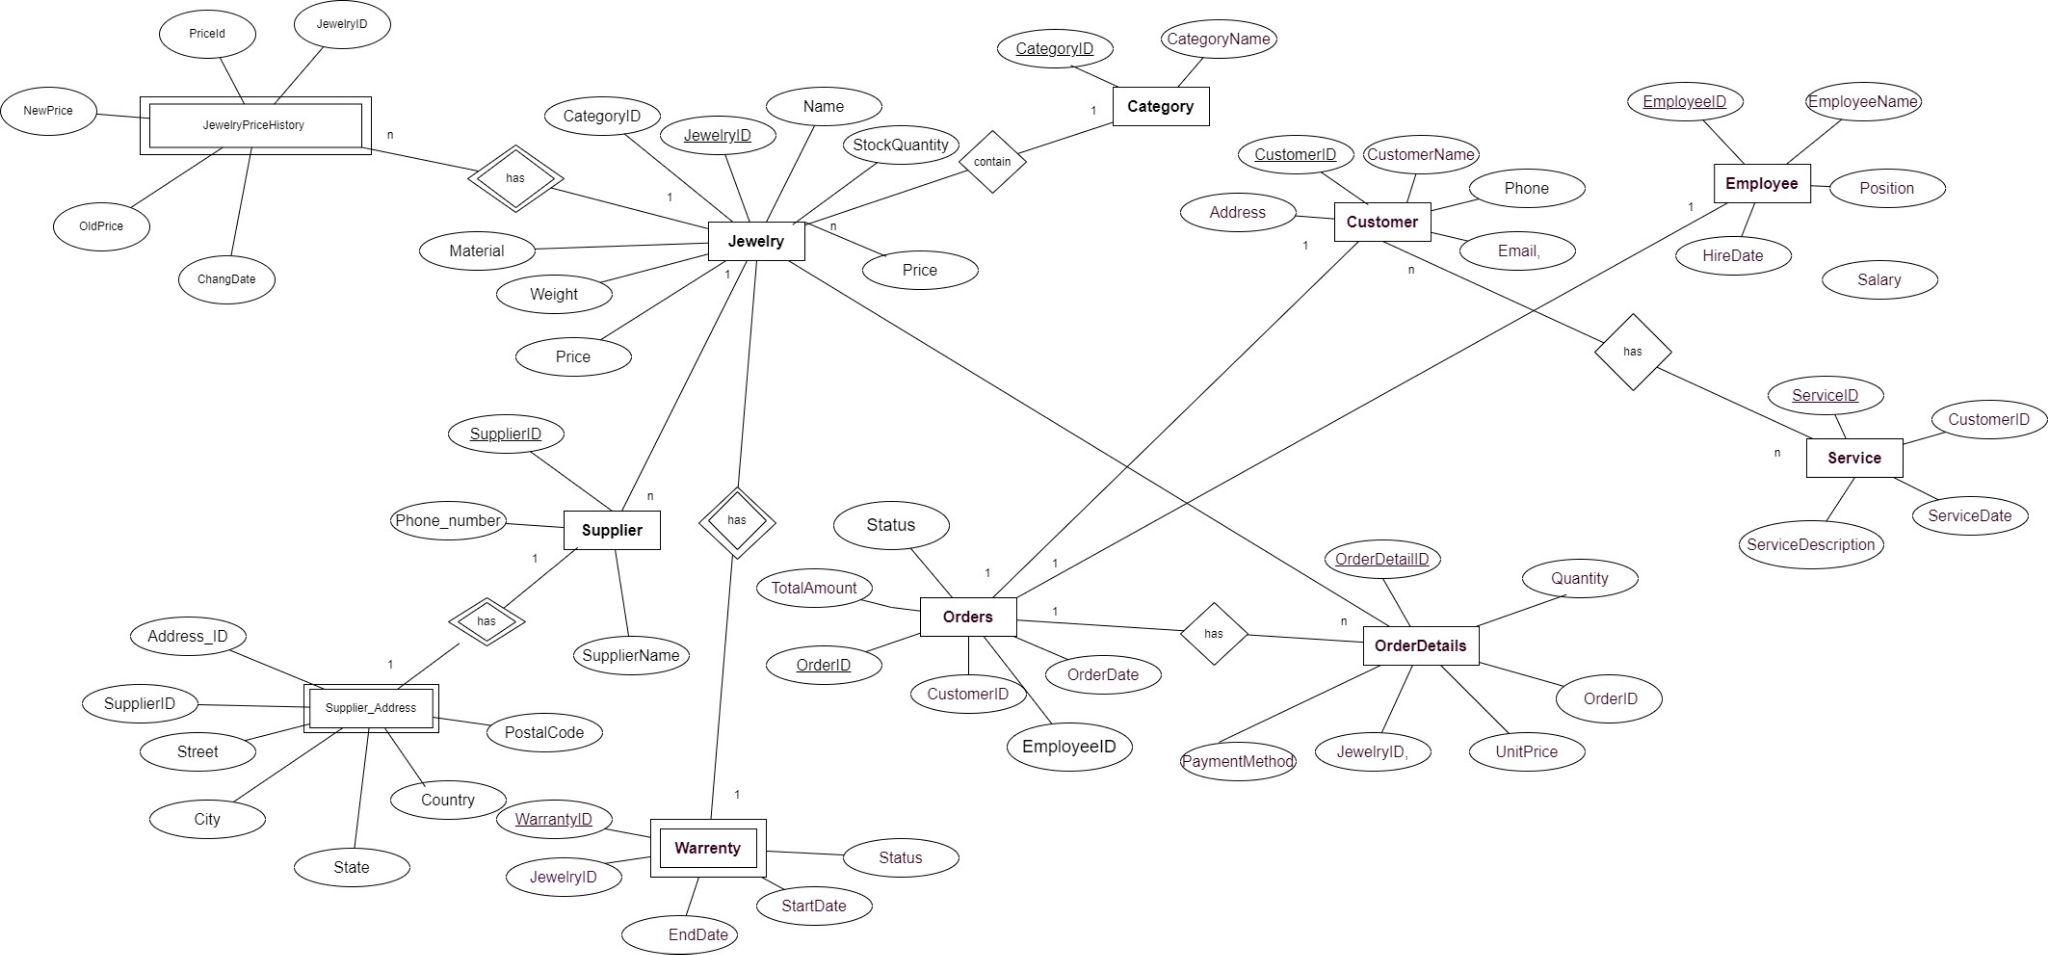 PriceId
JewelryID
NewPrice
JewelryPriceHistory
OldPrice
ChangDate
n
has
1
CategoryID
JewelryID
Name
StockQuantity
Jewelry
n
Material
Weight
Price
Price
1
contain
1
CategoryID
CategoryName
Category
CustomerID
CustomerName
Address
Customer
Phone
Email,
1
n
EmployeeID
EmployeeName
Employee
Position
1
HireDate
Salary
has
n
ServiceID
CustomerID
Service
ServiceDescription
ServiceDate
SupplierID
n
Phone_number
Supplier
1
SupplierName
has
1
Address_ID
SupplierID
Supplier_Address
Street
PostalCode
City
Country
State
has
1
WarrantyID
Warrenty
JewelryID
Status
StartDate
EndDate
Status
TotalAmount
1
1
Orders
1
OrderID
CustomerID
OrderDate
EmployeeID
has
n
OrderDetailID
Quantity
OrderDetails
OrderID
PaymentMethod
JewelryID,
UnitPrice